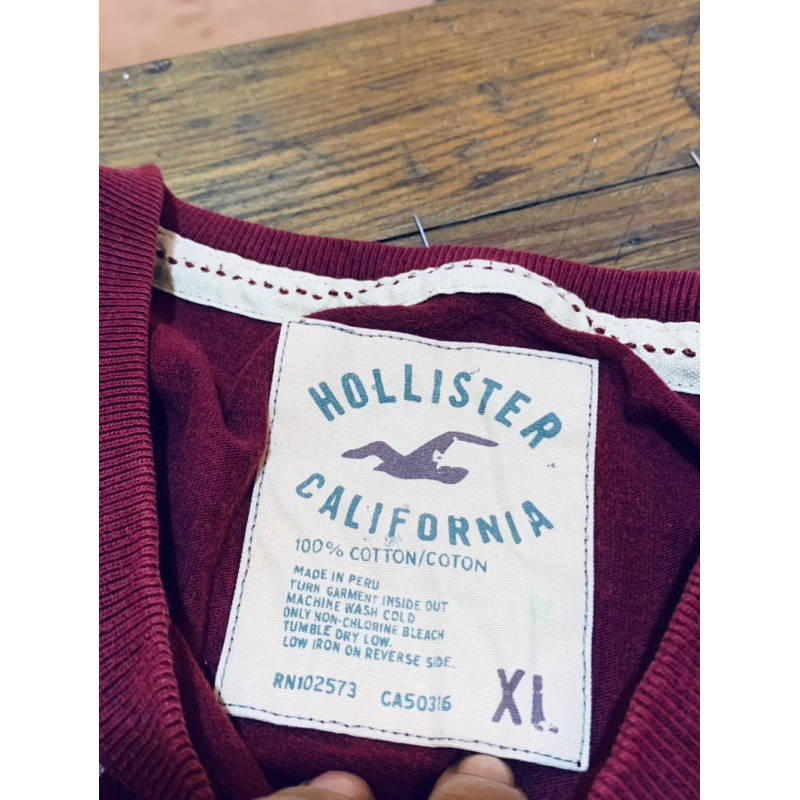 HOLLISTER
CALIFORNIA
100% COTTON/COTON
MADE IN PERU
TURN GARMENT INSIDE OUT
MACHINE WASH COLD
ONLY NON-CHLORINE BLEACH
TUMBLE DRY LOW.
LOW IRON ON REVERSE SIDE.
RN102573 CA50316
XL